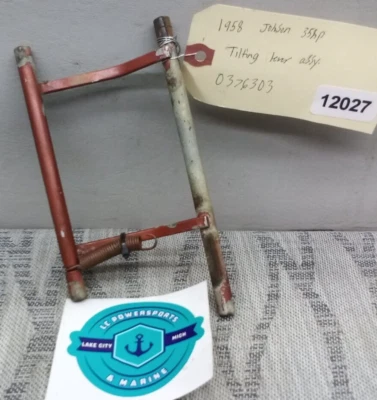 1958 Johnson 35hp
Tilting lever assy.
0376303
12027
LC POWERSPORTS
LAKE CITY
MICH
& MARINE